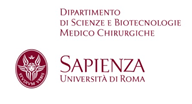 DIPARTIMENTO
DI SCIENZE E BIOTECNOLOGIE
MEDICO CHIRURGICHE
SAPIENZA
UNIVERSITÀ DI ROMA